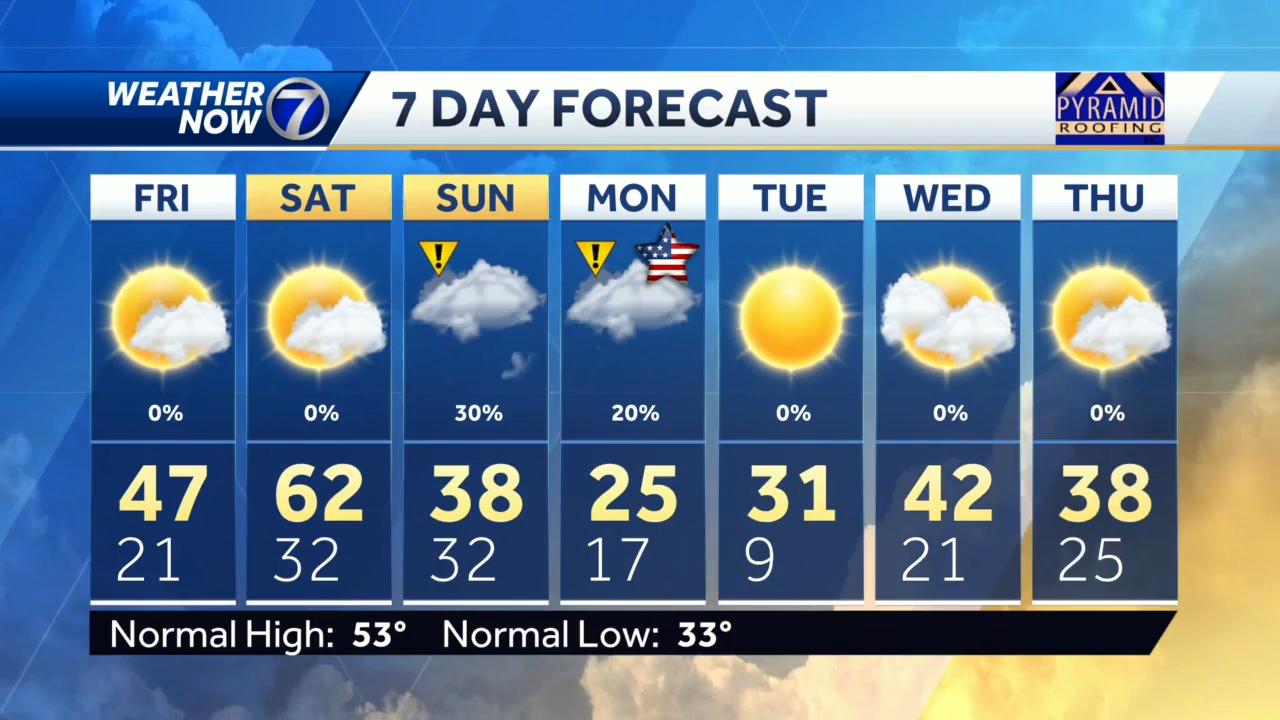 WEATHER
NOW 7
7 DAY FORECAST
PYRAMID
ROOFING
FRI SAT SUN MON TUE WED THU
! !
0% 0% 30% 20% 0% 0% 0%
47 62 38 25 31 42 38
21 32 32 17 9 21 25
Normal High: 53° Normal Low: 33°